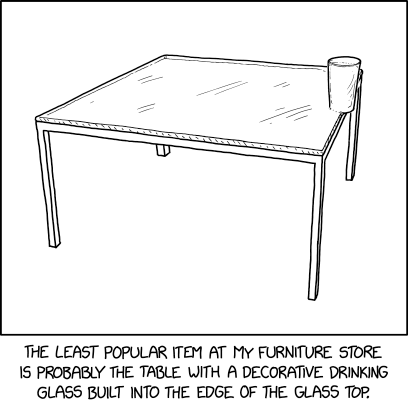 THE LEAST POPULAR ITEM AT MY FURNITURE STORE
IS PROBABLY THE TABLE WITH A DECORATIVE DRINKING
GLASS BUILT INTO THE EDGE OF THE GLASS TOP.